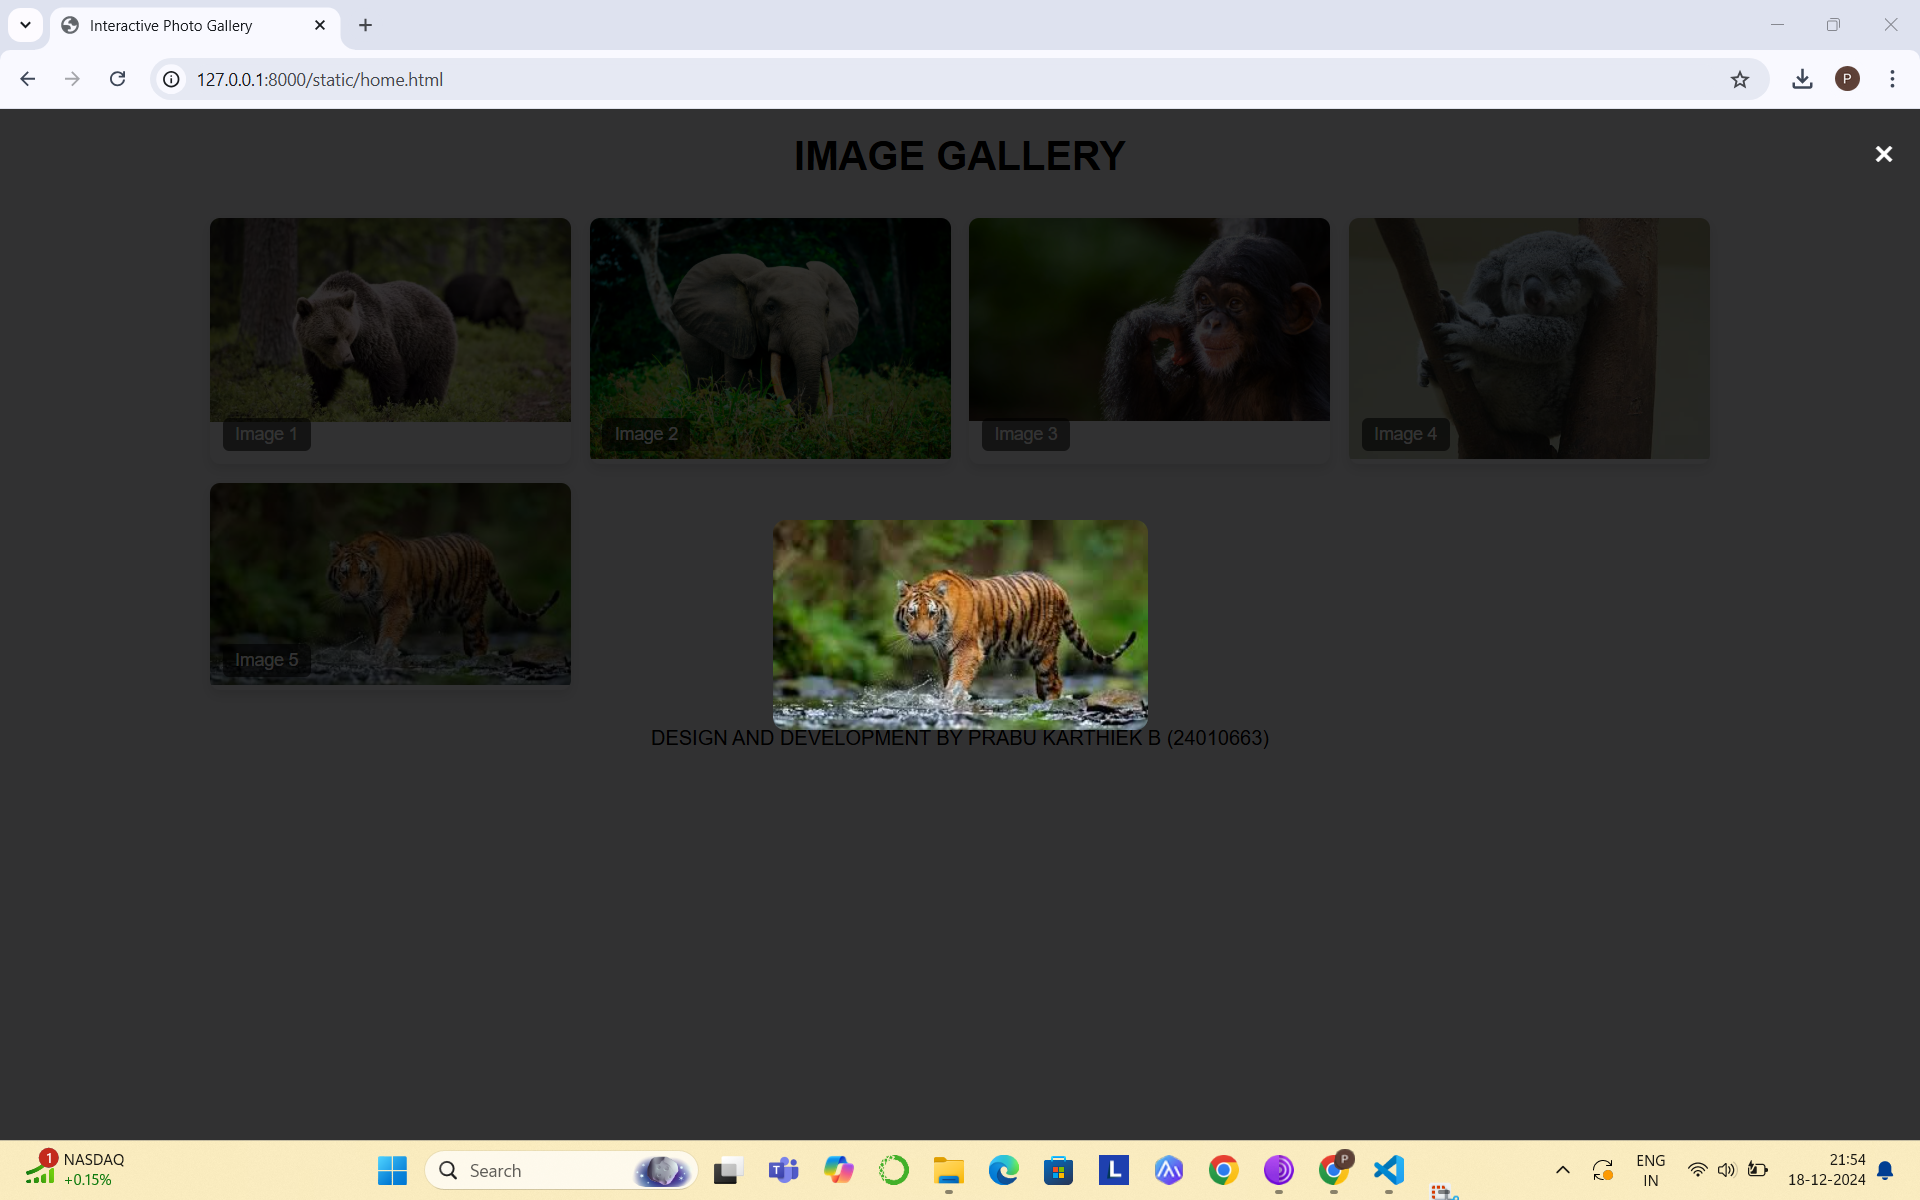 Interactive Photo Gallery
127.0.0.1:8000/static/home.html
P
IMAGE GALLERY
Image 1
Image 2
Image 3
Image 4
Image 5
DESIGN AND DEVELOPMENT BY PRABU KARTHIEK B (24010663)
1
NASDAQ
+0.15%
Search
T
L
P
ENG
IN
21:54
18-12-2024